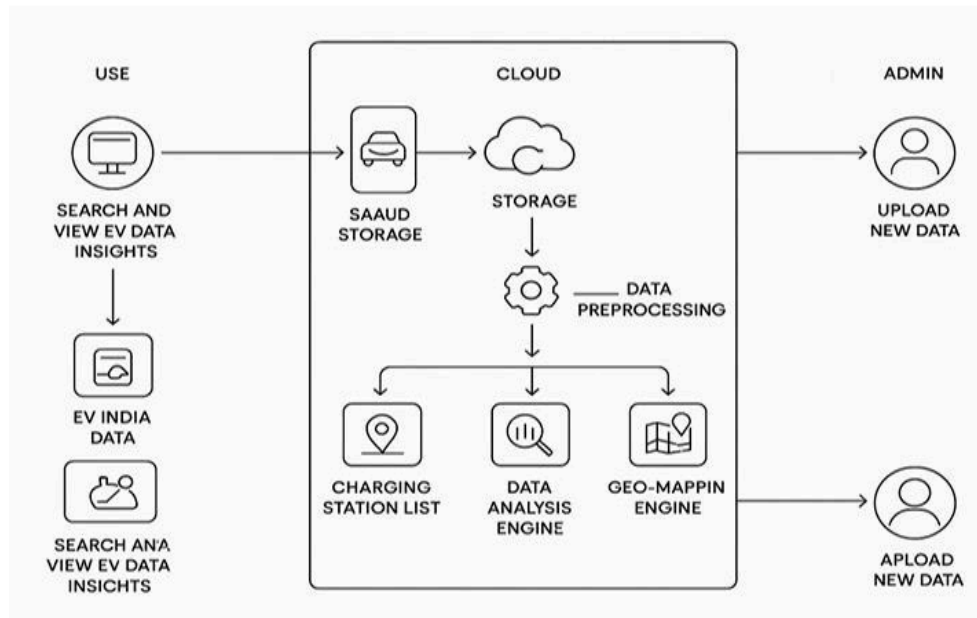 USE
SEARCH AND
VIEW EV DATA
INSIGHTS
EV INDIA
DATA
SEARCH ANA
VIEW EV DATA
INSICHTS
CLOUD
SAAUD
STORAGE
STORAGE
DATA
PREPROCESSING
CHARGING
STATION LIST
DATA
ANALYSIS
ENGINE
GEO-MAPPIN
ENGINE
ADMIN
UPLOAD
NEW DATA
APLOAD
NEW DATA